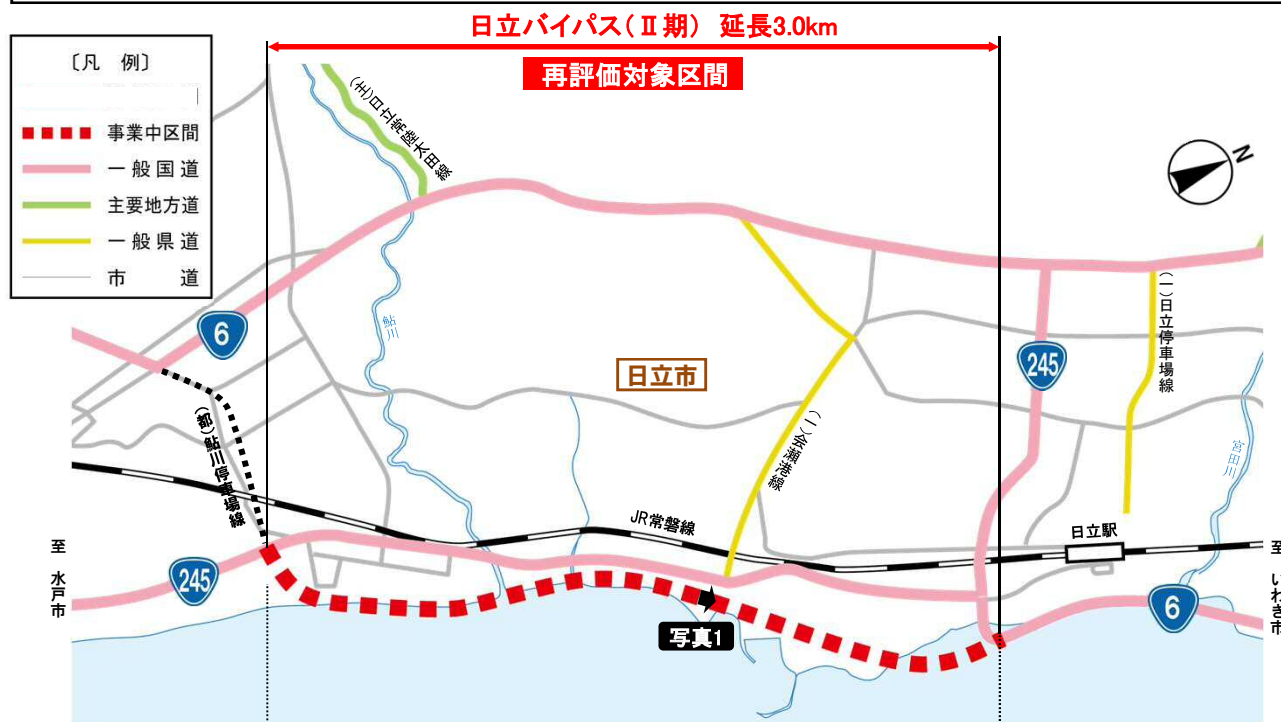 日立バイパス(Ⅱ期) 延長3.0km
再評価対象区間
〔凡 例〕
事業中区間
一般国道
主要地方道
一般県道
市 道
(主)日立常陸太田線
N
6
鮎川
日立市
245
(一)日立停車場線
(都)鮎川停車場線
(一)会瀬港線
宮田川
JR常磐線
日立駅
至 水戸市
245
至 いわき市
6
写真1